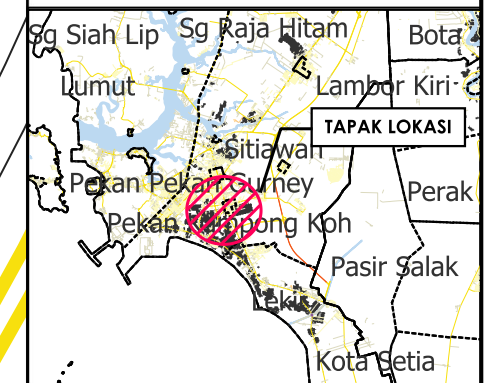 Sg Siah Lip
Sg Raja Hitam
Bota
Lumut
Lambor Kiri
TAPAK LOKASI
Sitiawan
Pekan Pekan Gurney
Perak
Pekan Kampong Koh
Pasir Salak
Lekir
Kota Setia